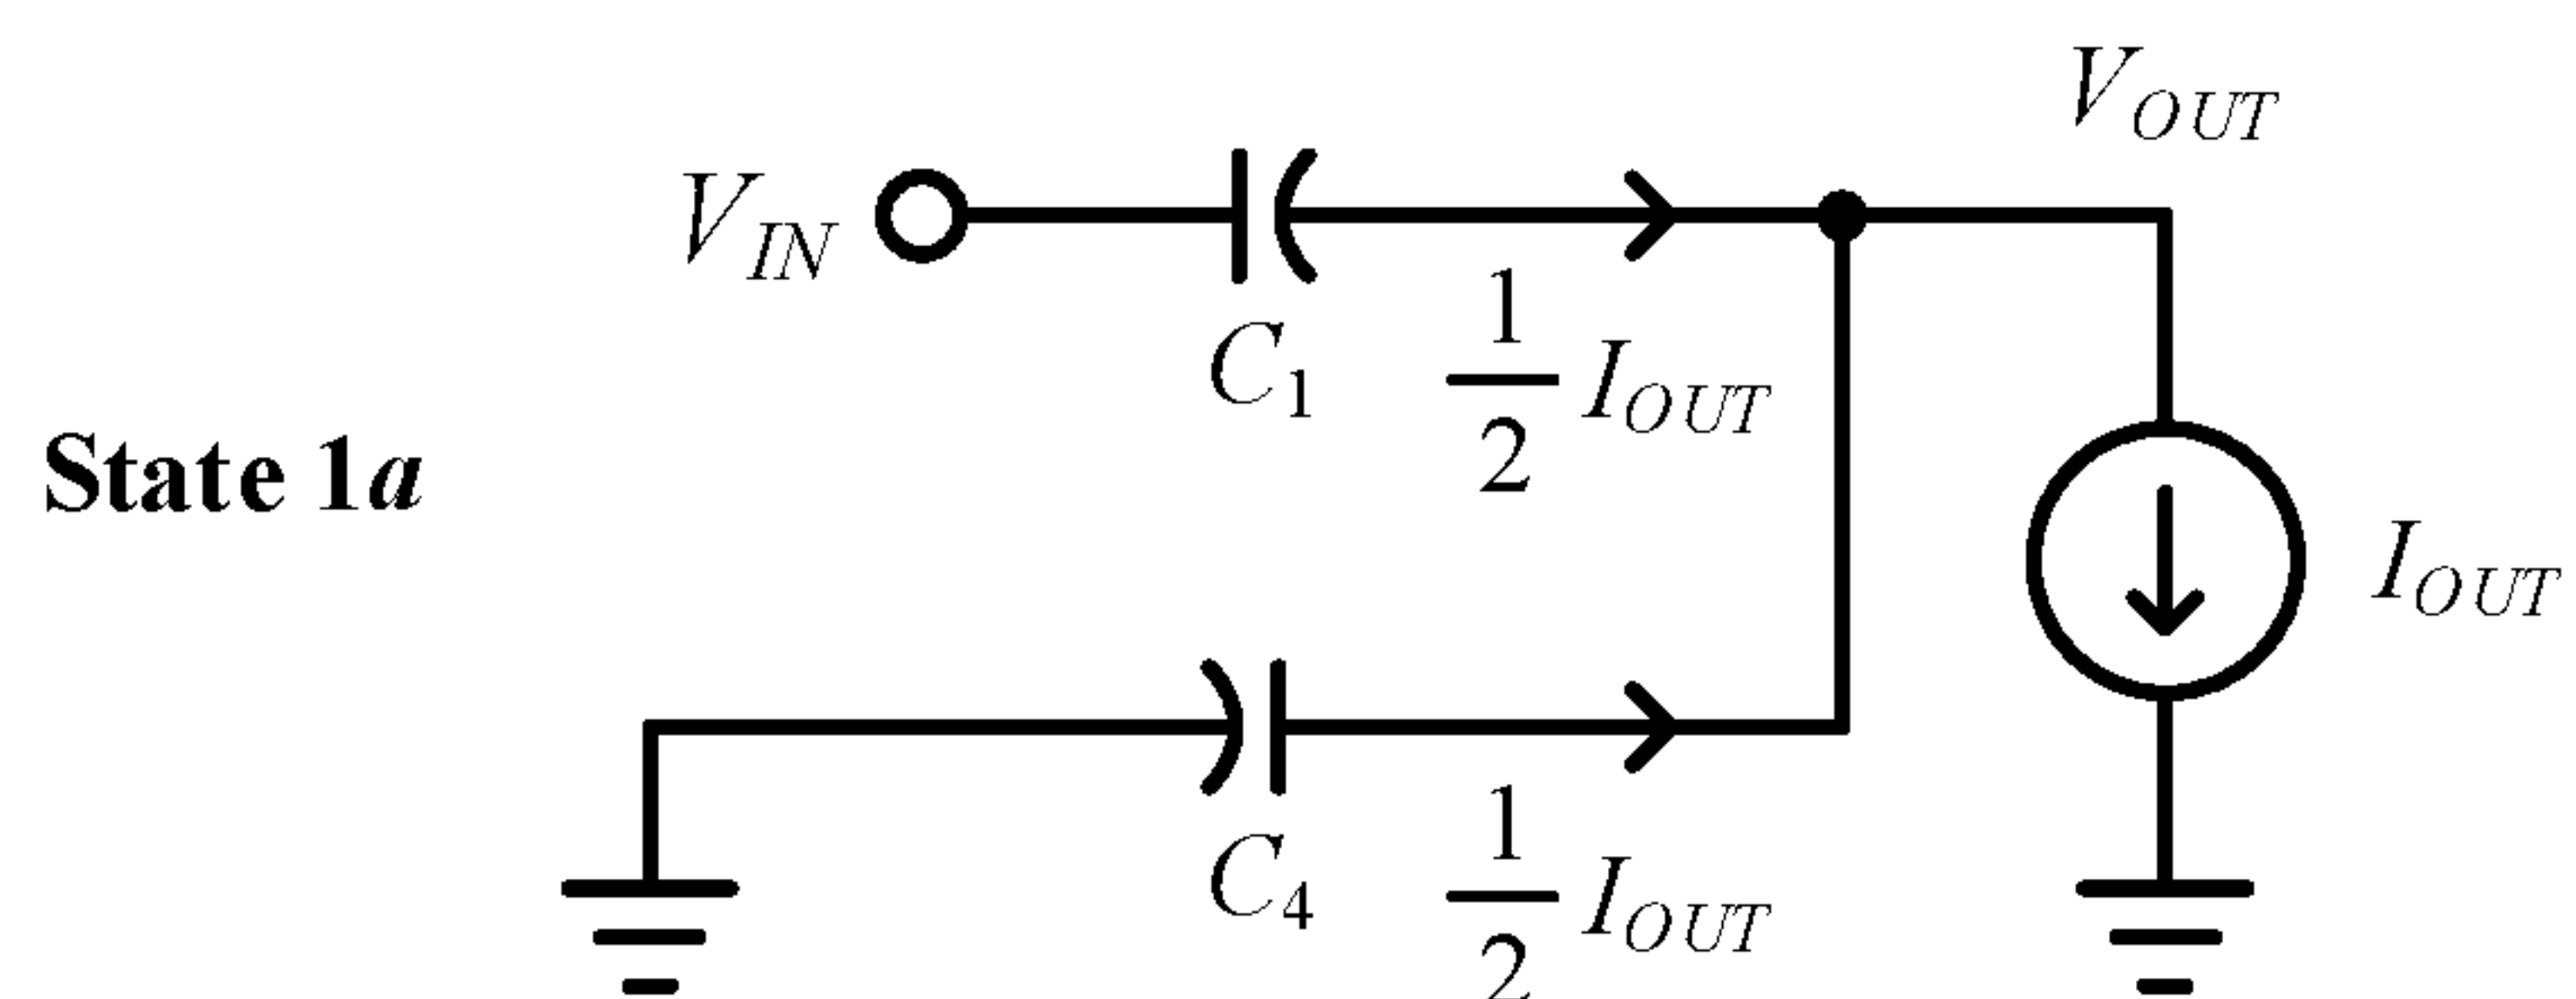 V_OUT
V_IN
C_1
1/2 I_OUT
State 1a
I_OUT
C_4
1/2 I_OUT